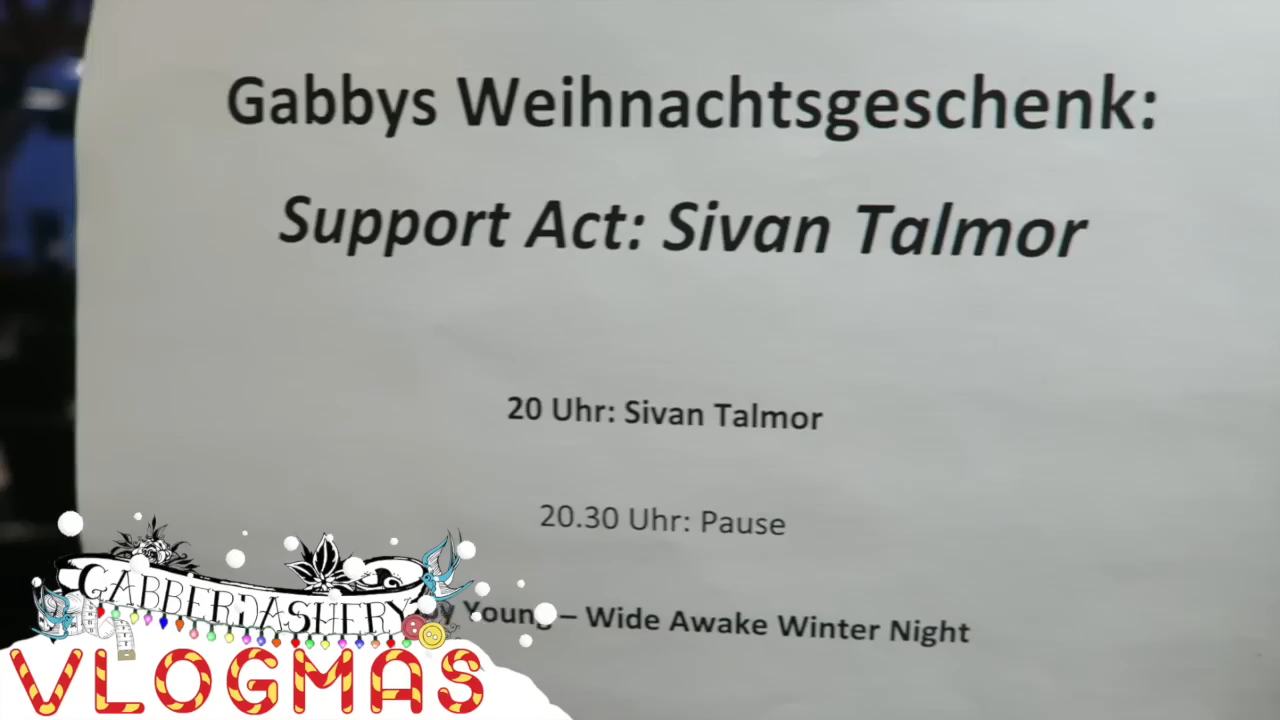 Gabbys Weihnachtsgeschenk:
Support Act: Sivan Talmor
20 Uhr: Sivan Talmor
20.30 Uhr: Pause
Young – Wide Awake Winter Night
GABBERDASHERY
VLOGMAS